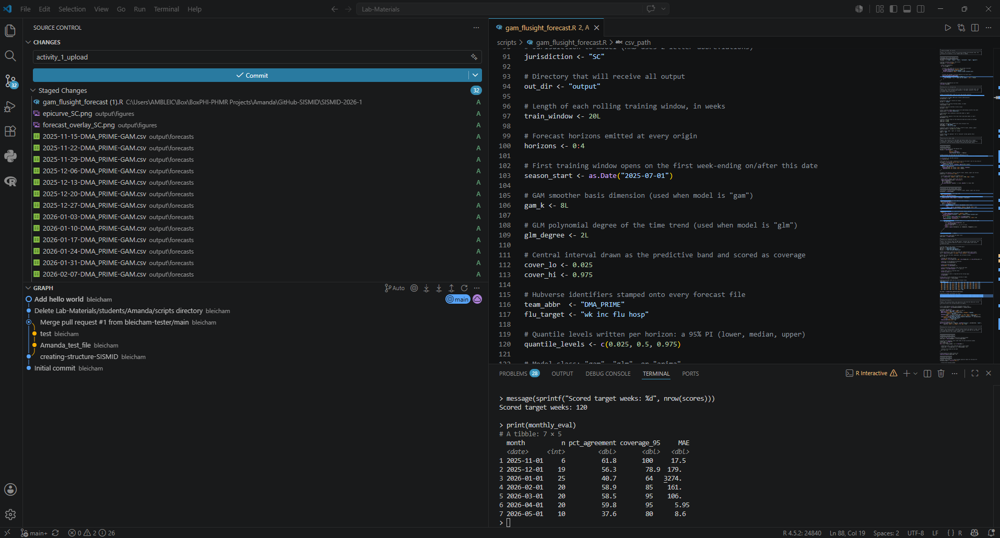 File Edit Selection View Go Run Terminal Help
Lab-Materials
SOURCE CONTROL
CHANGES
activity_1_upload
Commit
Staged Changes 32
gam_flusight_forecast (1).R C:\Users\AMBLEIC\Box\BoxPHI-PHMR Projects\Amanda\GitHub-SISMID\SISMID-2026-1 A
epicurve_SC.png output\figures A
forecast_overlay_SC.png output\figures A
2025-11-15-DMA_PRIME-GAM.csv output\forecasts A
2025-11-22-DMA_PRIME-GAM.csv output\forecasts A
2025-11-29-DMA_PRIME-GAM.csv output\forecasts A
2025-12-06-DMA_PRIME-GAM.csv output\forecasts A
2025-12-13-DMA_PRIME-GAM.csv output\forecasts A
2025-12-20-DMA_PRIME-GAM.csv output\forecasts A
2025-12-27-DMA_PRIME-GAM.csv output\forecasts A
2026-01-03-DMA_PRIME-GAM.csv output\forecasts A
2026-01-10-DMA_PRIME-GAM.csv output\forecasts A
2026-01-17-DMA_PRIME-GAM.csv output\forecasts A
2026-01-24-DMA_PRIME-GAM.csv output\forecasts A
2026-01-31-DMA_PRIME-GAM.csv output\forecasts A
2026-02-07-DMA_PRIME-GAM.csv output\forecasts A
32
GRAPH Auto
Add hello world bleicham main
Delete Lab-Materials/students/Amanda/scripts directory bleicham
Merge pull request #1 from bleicham-tester/main bleicham
test bleicham
Amanda_test_file bleicham
creating-structure-SISMID bleicham
Initial commit bleicham
gam_flusight_forecast.R 2, A
scripts > gam_flusight_forecast.R > abc csv_path
91 jurisdiction <- "SC"
92
93 # Directory that will receive all output
94 out_dir <- "output"
95
96 # Length of each rolling training window, in weeks
97 train_window <- 20L
98
99 # Forecast horizons emitted at every origin
100 horizons <- 0:4
101
102 # First training window opens on the first week-ending on/after this date
103 season_start <- as.Date("2025-07-01")
104
105 # GAM smoother basis dimension (used when model is "gam")
106 gam_k <- 8L
107
108 # GLM polynomial degree of the time trend (used when model is "glm")
109 glm_degree <- 2L
110
111 # Central interval drawn as the predictive band and scored as coverage
112 cover_lo <- 0.025
113 cover_hi <- 0.975
114
115 # Hubverse identifiers stamped onto every forecast file
116 team_abbr <- "DMA_PRIME"
117 flu_target <- "wk inc flu hosp"
118
119 # Quantile levels written per horizon: a 95% PI (lower, median, upper)
120 quantile_levels <- c(0.025, 0.5, 0.975)
121
122 # Model class: "gam", "glm", or "arima"
PROBLEMS 28 OUTPUT DEBUG CONSOLE TERMINAL PORTS
R Interactive
> message(sprintf("Scored target weeks: %d", nrow(scores)))
Scored target weeks: 120
> print(monthly_eval)
# A tibble: 7 × 5
month n pct_agreement coverage_95 MAE
<date> <int> <dbl> <dbl> <dbl>
1 2025-11-01 6 61.8 100 17.5
2 2025-12-01 19 56.3 78.9 179.
3 2026-01-01 25 40.7 64 3274.
4 2026-02-01 20 58.9 85 161.
5 2026-03-01 20 58.5 95 106.
6 2026-04-01 20 59.8 95 5.95
7 2026-05-01 10 37.6 80 8.6
>
main+ 0 2 26
R 4.5.2: 24840 Ln 88, Col 19 Spaces: 2 UTF-8 LF {} R